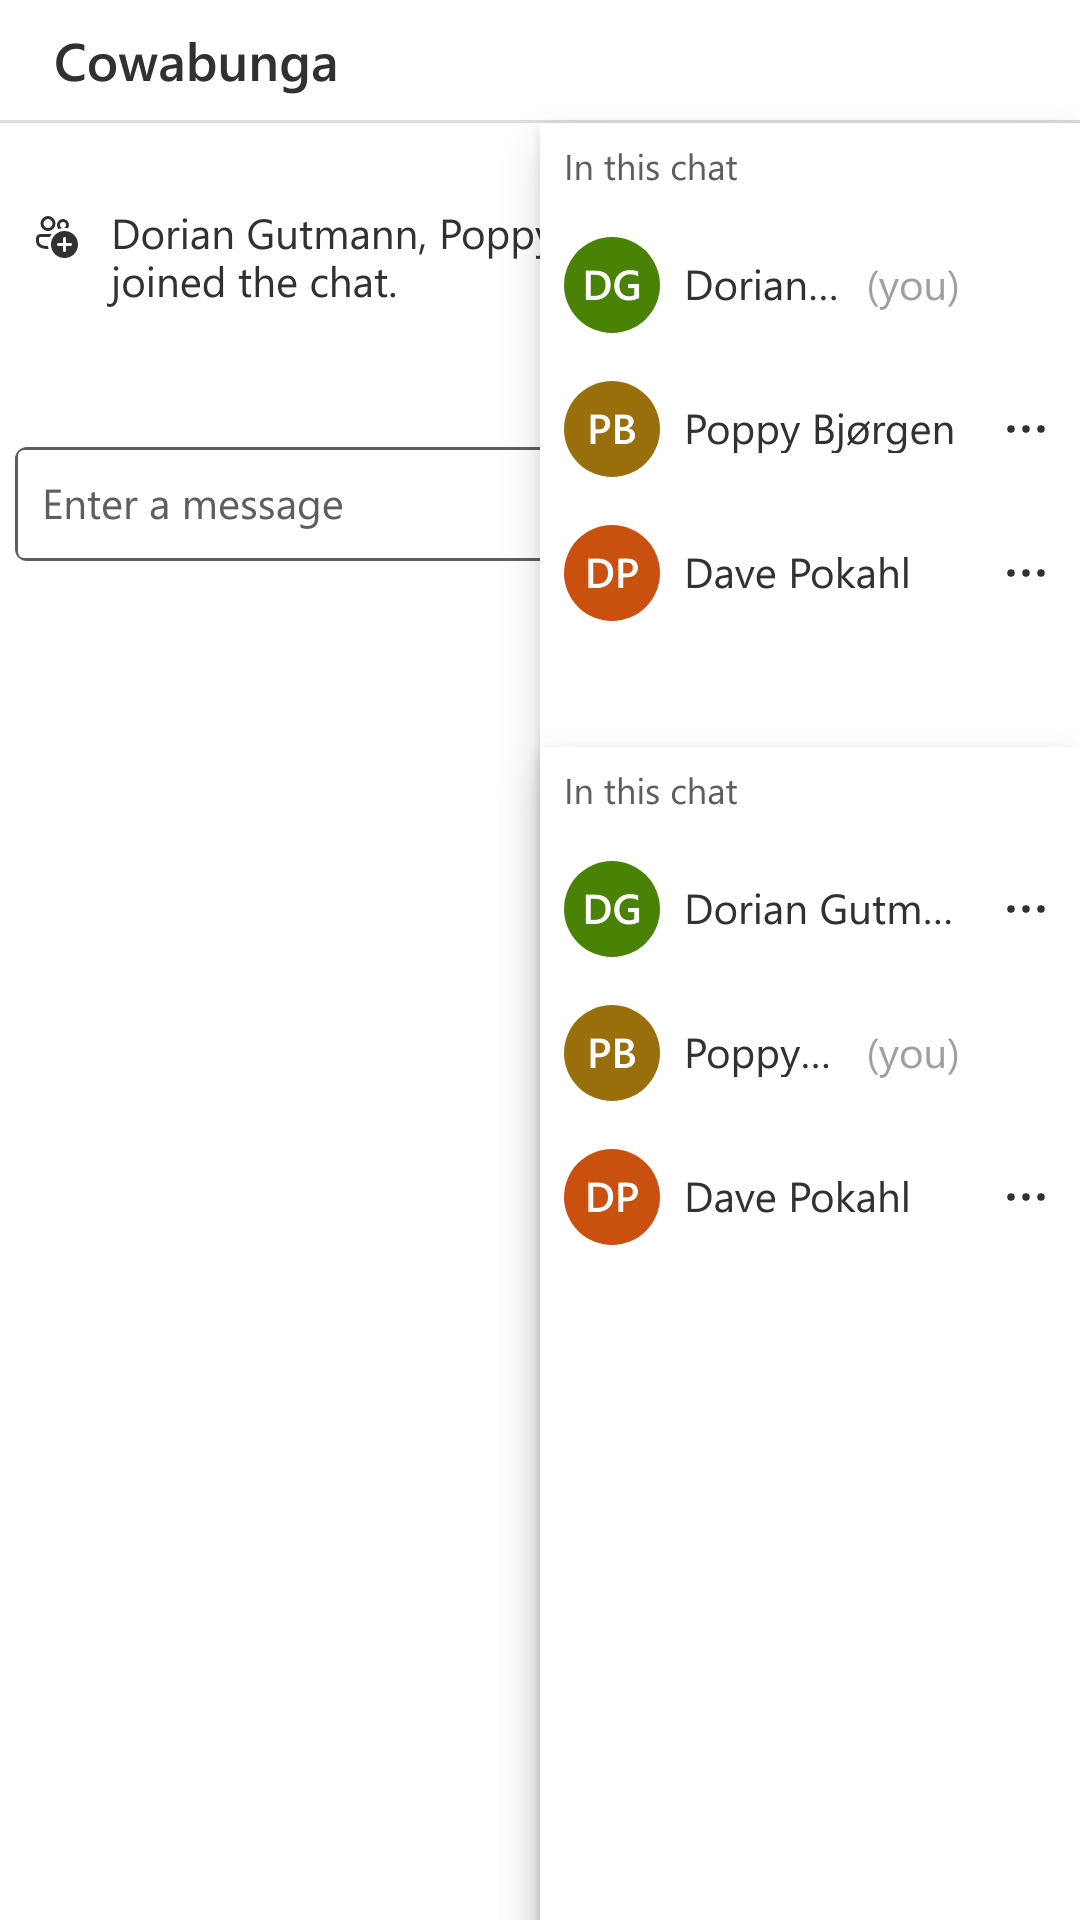 Cowabunga
Dorian Gutmann, Poppy
joined the chat.
Enter a message
In this chat
DG Dorian... (you)
PB Poppy Bjørgen
DP Dave Pokahl
In this chat
DG Dorian Gutm...
PB Poppy... (you)
DP Dave Pokahl